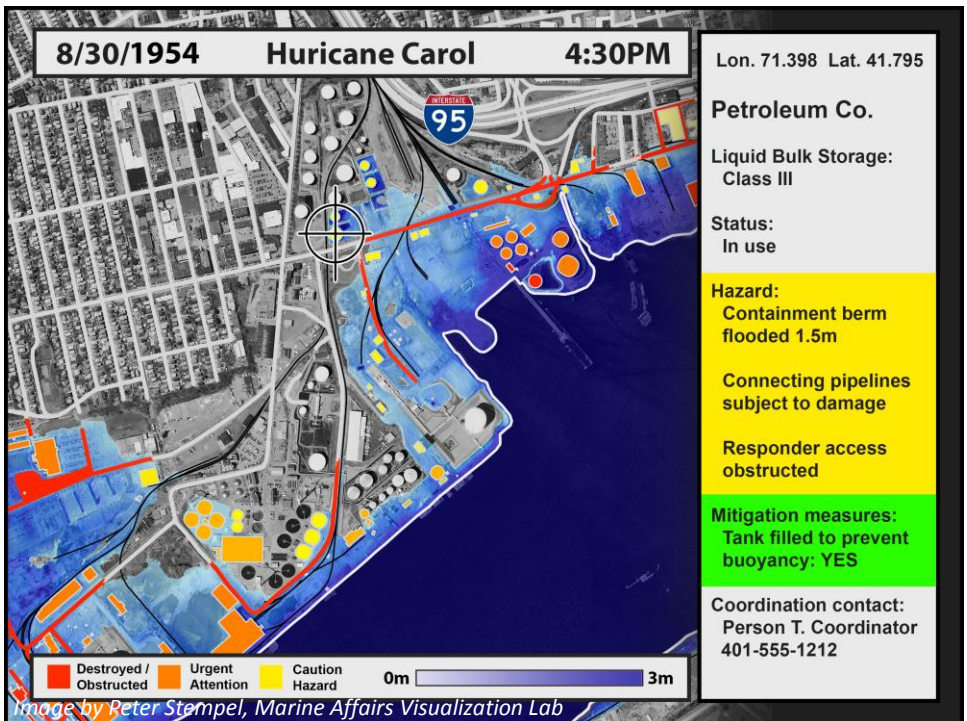 8/30/1954 Huricane Carol 4:30PM
INTERSTATE
95
Lon. 71.398 Lat. 41.795
Petroleum Co.
Liquid Bulk Storage:
Class III
Status:
In use
Hazard:
Containment berm
flooded 1.5m
Connecting pipelines
subject to damage
Responder access
obstructed
Mitigation measures:
Tank filled to prevent
buoyancy: YES
Coordination contact:
Person T. Coordinator
401-555-1212
Destroyed /
Obstructed
Urgent
Attention
Caution
Hazard
0m 3m
Image by Peter Stempel, Marine Affairs Visualization Lab